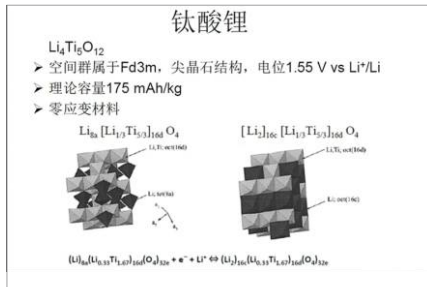 钛酸锂
Li₄Ti₅O₁₂
➢ 空间群属于Fd3m，尖晶石结构，电位1.55 V vs Li⁺/Li
➢ 理论容量175 mAh/kg
➢ 零应变材料
Li₈ₐ [Li₁/₃Ti₅/₃]₁₆d O₄
[Li₂]₁₆c [Li₁/₃Ti₅/₃]₁₆d O₄
Li,Ti; oct(16d)
Li,Ti; oct(16d)
Li; tet(8a)
Li; oct(16c)
(Li)₈ₐ(Li₀.₃₃Ti₁.₆₇)₁₆d(O₄)₃₂ₑ + e⁻ + Li⁺ ⇔ (Li₂)₁₆c(Li₀.₃₃Ti₁.₆₇)₁₆d(O₄)₃₂ₑ